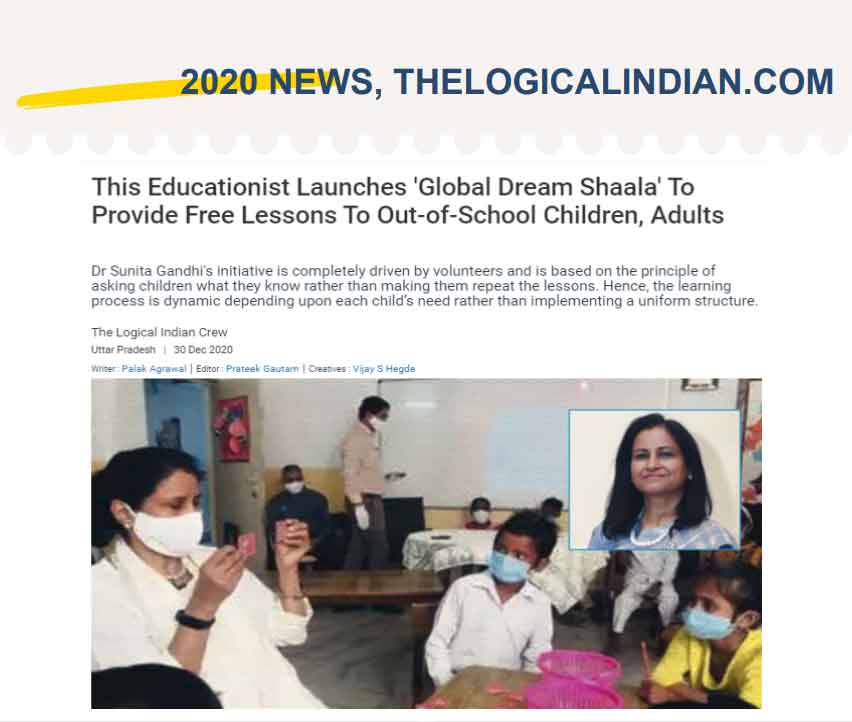 2020 NEWS, THELOGICALINDIAN.COM
This Educationist Launches 'Global Dream Shaala' To
Provide Free Lessons To Out-of-School Children, Adults
Dr Sunita Gandhi's initiative is completely driven by volunteers and is based on the principle of
asking children what they know rather than making them repeat the lessons. Hence, the learning
process is dynamic depending upon each child's need rather than implementing a uniform structure.
The Logical Indian Crew
Uttar Pradesh | 30 Dec 2020
Writer : Palak Agrawal | Editor : Prateek Gautam | Creatives : Vijay S Hegde